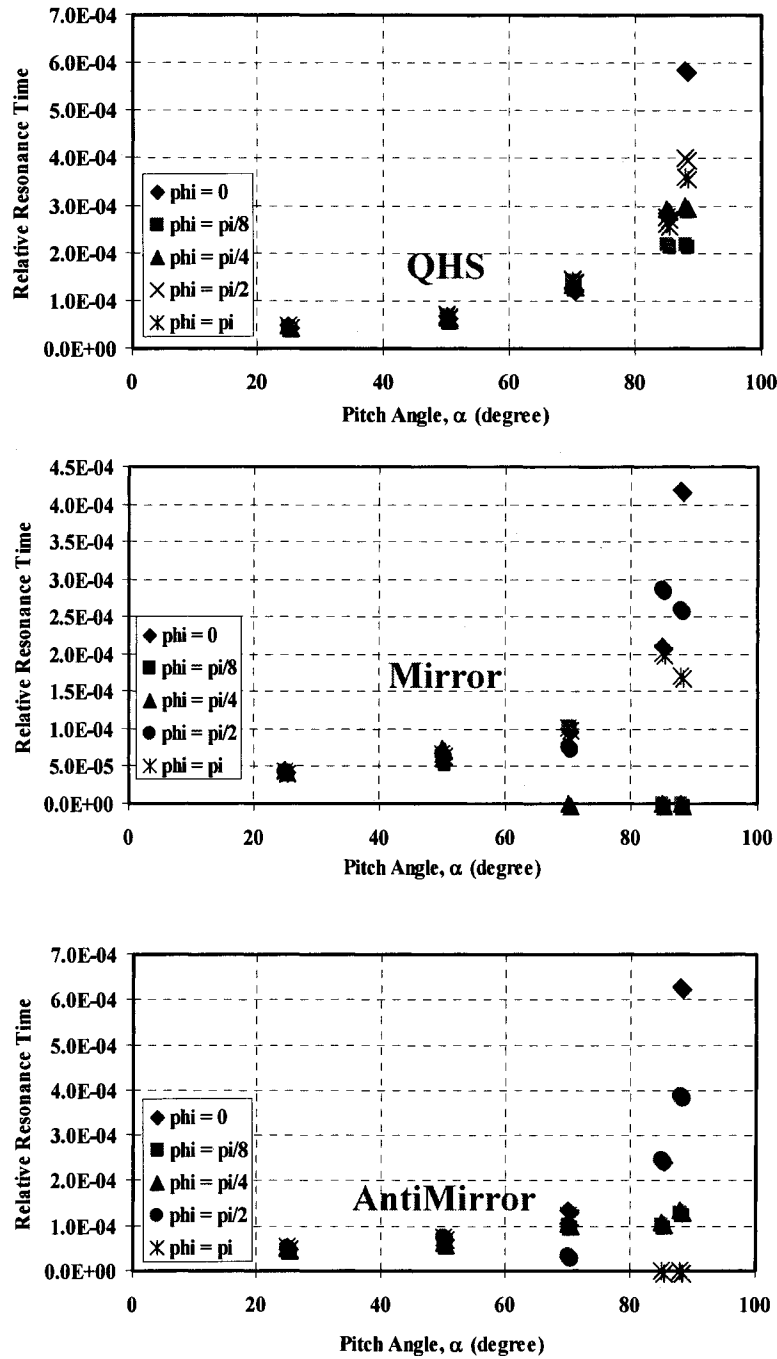 7.0E-04
6.0E-04
5.0E-04
4.0E-04
3.0E-04
2.0E-04
1.0E-04
0.0E+00
Relative Resonance Time
phi = 0
phi = pi/8
phi = pi/4
phi = pi/2
phi = pi
QHS
0 20 40 60 80 100
Pitch Angle, α (degree)
4.5E-04
4.0E-04
3.5E-04
3.0E-04
2.5E-04
2.0E-04
1.5E-04
1.0E-04
5.0E-05
0.0E+00
Relative Resonance Time
phi = 0
phi = pi/8
phi = pi/4
phi = pi/2
phi = pi
Mirror
0 20 40 60 80 100
Pitch Angle, α (degree)
7.0E-04
6.0E-04
5.0E-04
4.0E-04
3.0E-04
2.0E-04
1.0E-04
0.0E+00
Relative Resonance Time
phi = 0
phi = pi/8
phi = pi/4
phi = pi/2
phi = pi
AntiMirror
0 20 40 60 80 100
Pitch Angle, α (degree)